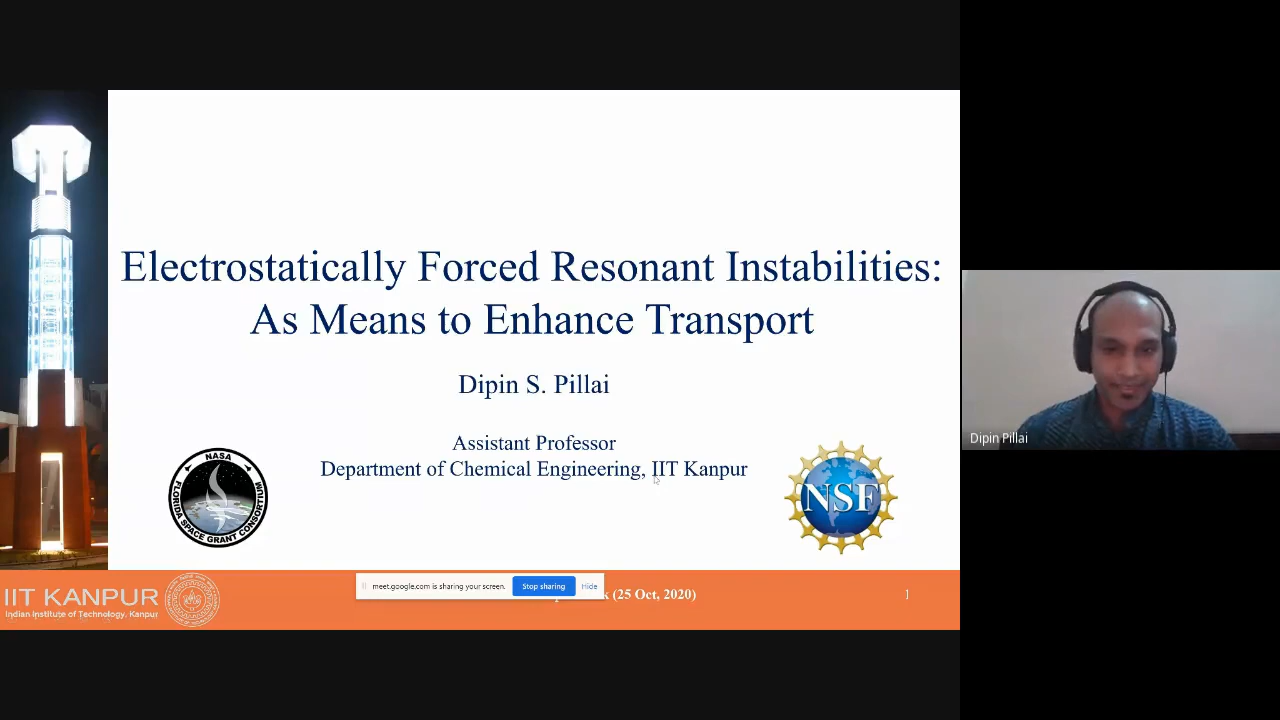 Electrostatically Forced Resonant Instabilities:
As Means to Enhance Transport
Dipin S. Pillai
Assistant Professor
Department of Chemical Engineering, IIT Kanpur
NASA
FLORIDA SPACE GRANT CONSORTIUM
NSF
Dipin Pillai
meet.google.com is sharing your screen.
Stop sharing
Hide
(25 Oct, 2020)
1
IIT KANPUR
Indian Institute of Technology, Kanpur